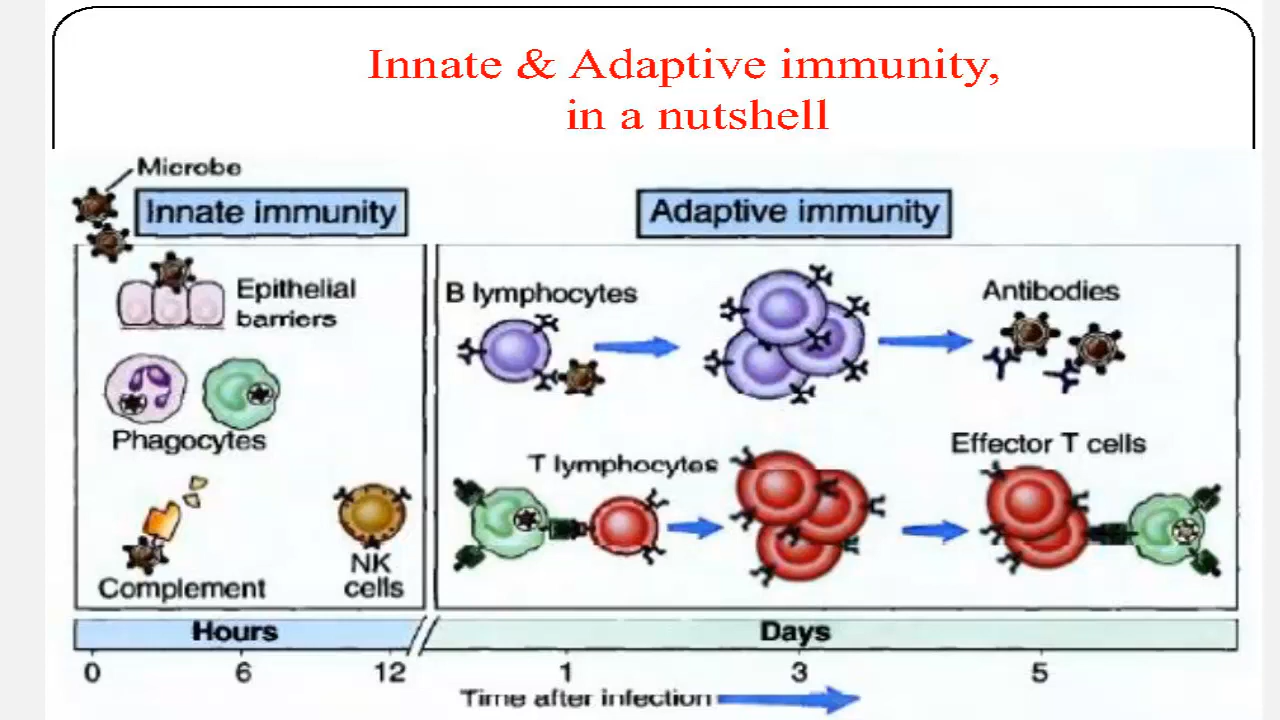 Innate & Adaptive immunity,
in a nutshell
Microbe
Innate immunity
Adaptive immunity
Epithelial
barriers
Phagocytes
Complement
NK
cells
B lymphocytes
Antibodies
T lymphocytes
Effector T cells
Hours
Days
0
6
12
1
3
5
Time after infection